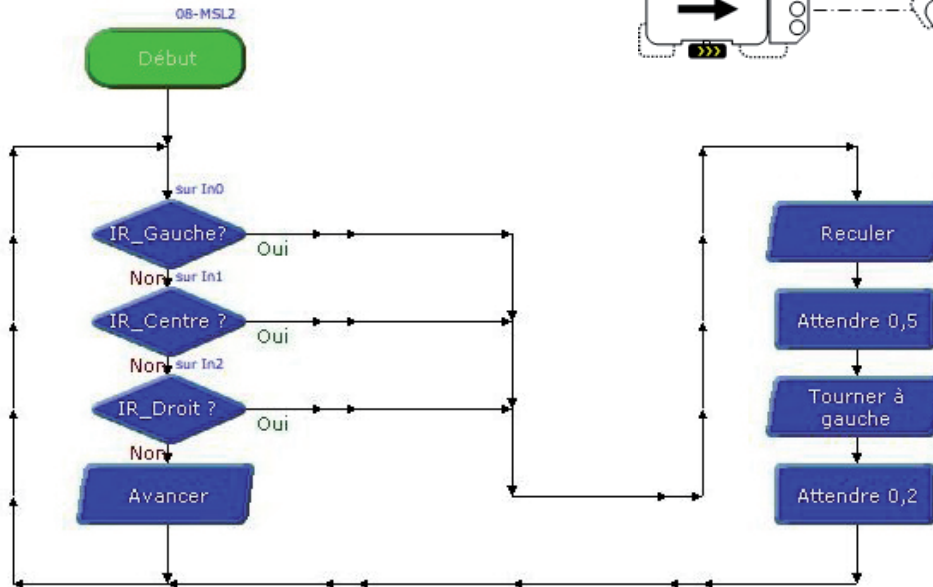 08-MSL2
Début
sur In0
IR_Gauche?
Oui
Non
sur In1
IR_Centre ?
Oui
Non
sur In2
IR_Droit ?
Oui
Non
Avancer
Reculer
Attendre 0,5
Tourner à
gauche
Attendre 0,2